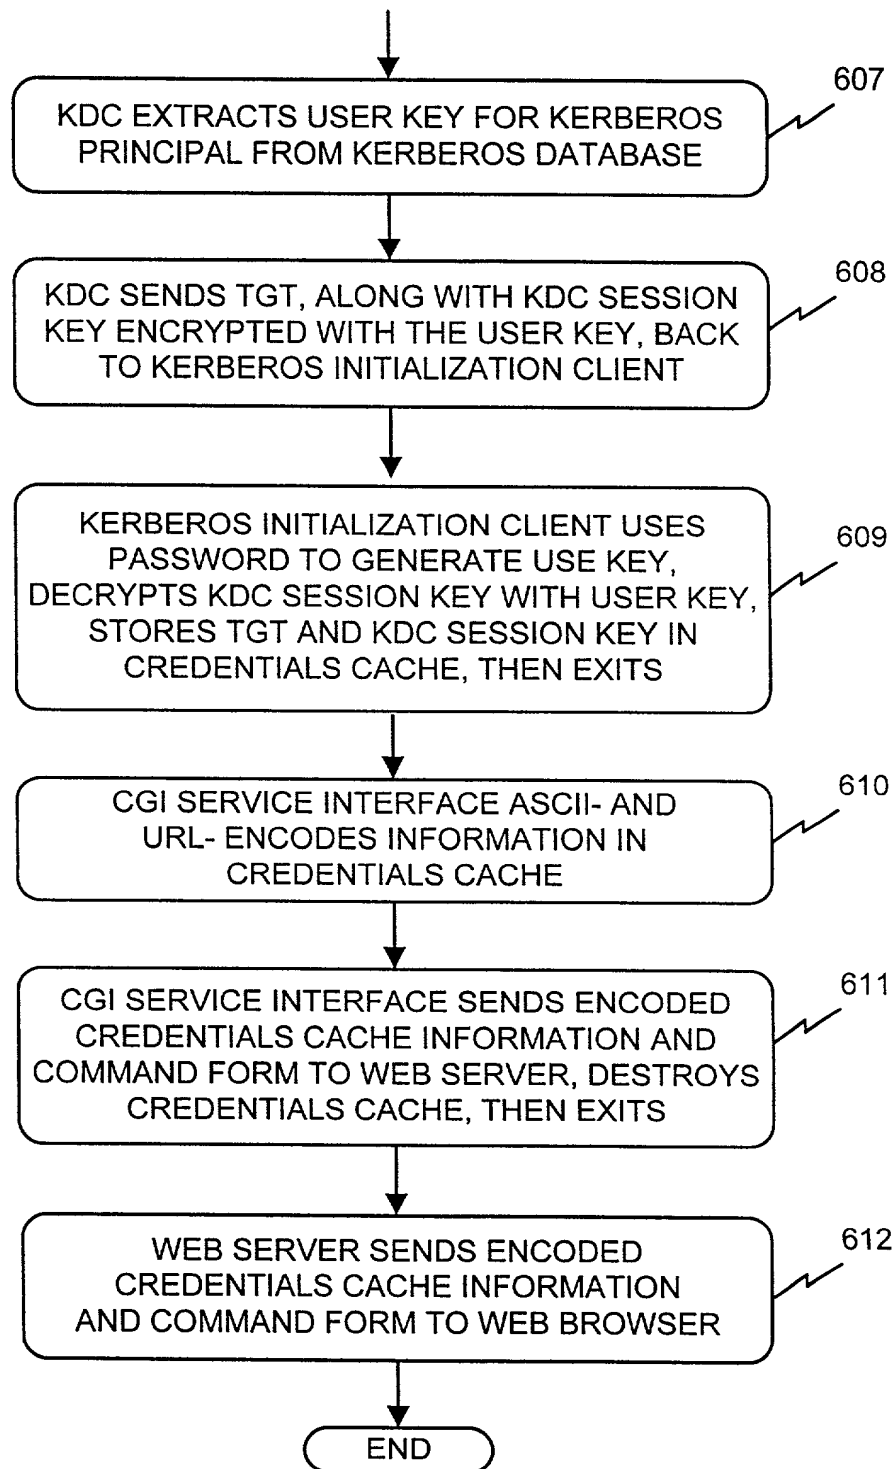 607
KDC EXTRACTS USER KEY FOR KERBEROS
PRINCIPAL FROM KERBEROS DATABASE
608
KDC SENDS TGT, ALONG WITH KDC SESSION
KEY ENCRYPTED WITH THE USER KEY, BACK
TO KERBEROS INITIALIZATION CLIENT
609
KERBEROS INITIALIZATION CLIENT USES
PASSWORD TO GENERATE USE KEY,
DECRYPTS KDC SESSION KEY WITH USER KEY,
STORES TGT AND KDC SESSION KEY IN
CREDENTIALS CACHE, THEN EXITS
610
CGI SERVICE INTERFACE ASCII- AND
URL- ENCODES INFORMATION IN
CREDENTIALS CACHE
611
CGI SERVICE INTERFACE SENDS ENCODED
CREDENTIALS CACHE INFORMATION AND
COMMAND FORM TO WEB SERVER, DESTROYS
CREDENTIALS CACHE, THEN EXITS
612
WEB SERVER SENDS ENCODED
CREDENTIALS CACHE INFORMATION
AND COMMAND FORM TO WEB BROWSER
END